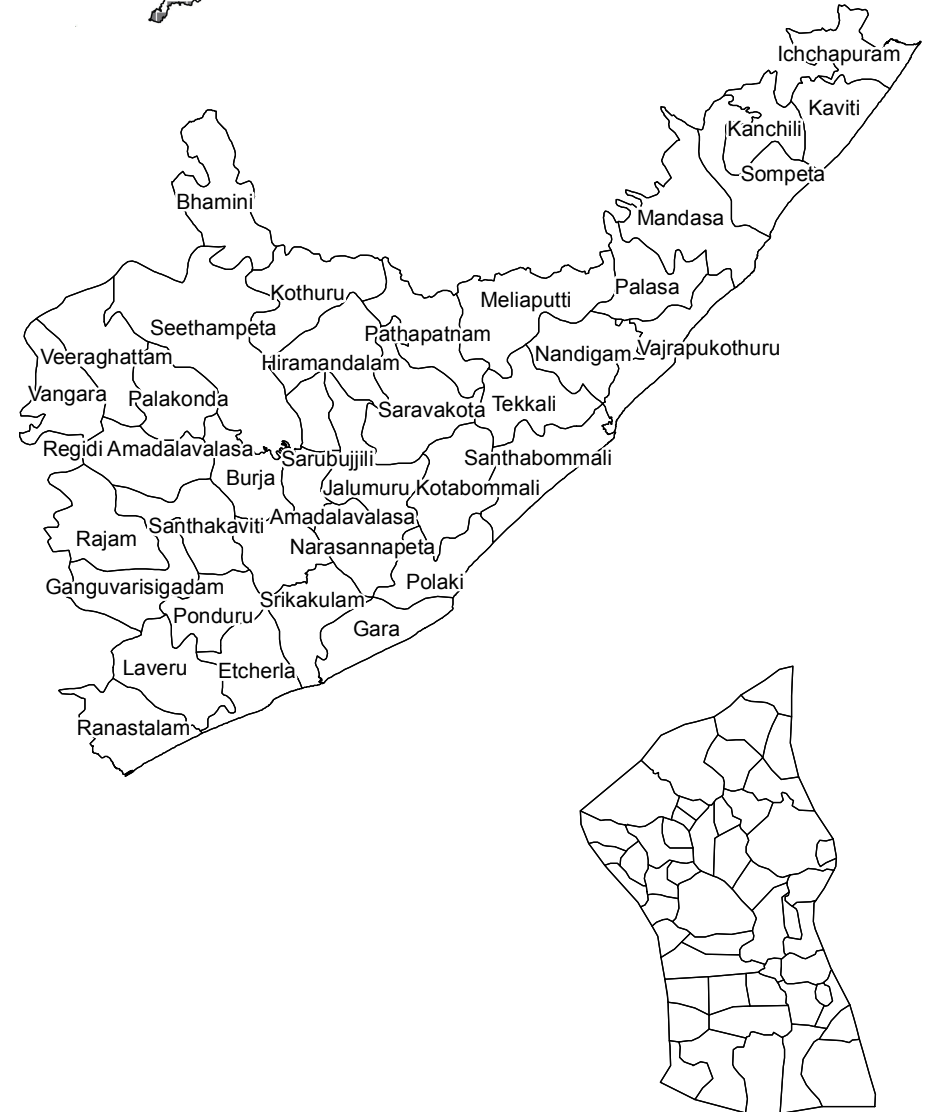 Ichchapuram
Kaviti
Kanchili
Sompeta
Bhamini
Mandasa
Palasa
Kothuru
Meliaputti
Seethampeta
Pathapatnam
Veeraghattam
Hiramandalam
Nandigam
Vajrapukothuru
Vangara
Palakonda
Saravakota
Tekkali
Regidi Amadalavalasa
Sarubujjili
Santhabommali
Burja
Jalumuru
Kotabommali
Santhakaviti
Amadalavalasa
Rajam
Narasannapeta
Polaki
Ganguvarisigadam
Srikakulam
Ponduru
Gara
Laveru
Etcherla
Ranastalam